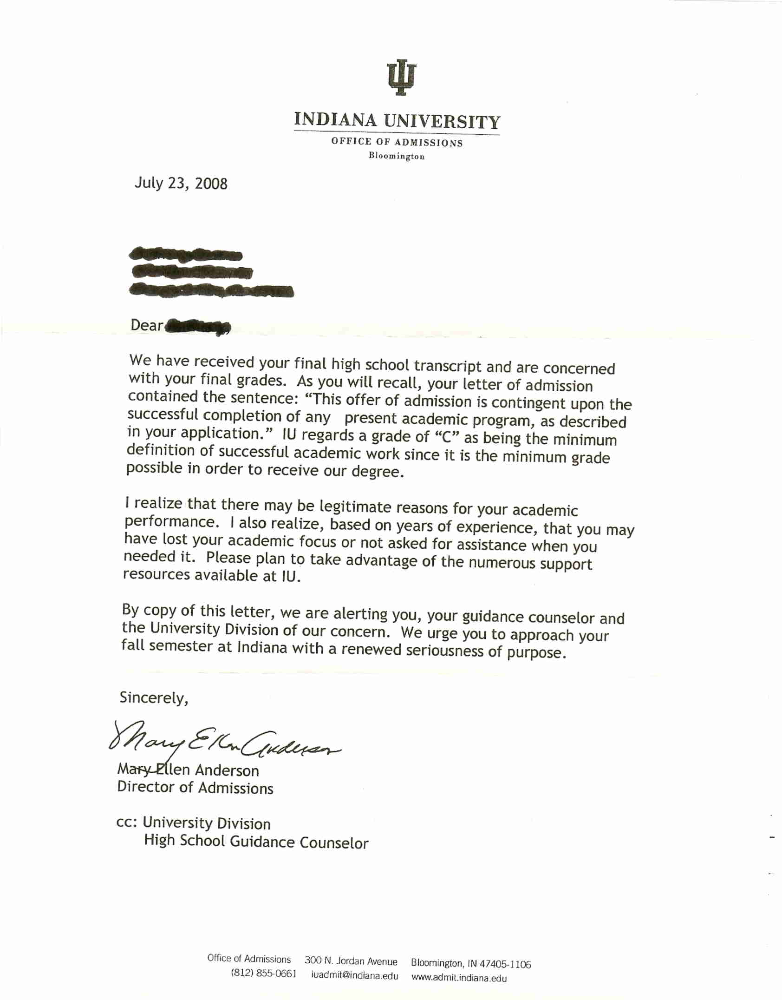 INDIANA UNIVERSITY
OFFICE OF ADMISSIONS
Bloomington
July 23, 2008
Dear
We have received your final high school transcript and are concerned
with your final grades. As you will recall, your letter of admission
contained the sentence: “This offer of admission is contingent upon the
successful completion of any present academic program, as described
in your application.” IU regards a grade of “C” as being the minimum
definition of successful academic work since it is the minimum grade
possible in order to receive our degree.
I realize that there may be legitimate reasons for your academic
performance. I also realize, based on years of experience, that you may
have lost your academic focus or not asked for assistance when you
needed it. Please plan to take advantage of the numerous support
resources available at IU.
By copy of this letter, we are alerting you, your guidance counselor and
the University Division of our concern. We urge you to approach your
fall semester at Indiana with a renewed seriousness of purpose.
Sincerely,
Mary Ellen Anderson
Mary Ellen Anderson
Director of Admissions
cc: University Division
High School Guidance Counselor
Office of Admissions 300 N. Jordan Avenue Bloomington, IN 47405-1106
(812) 855-0661 iuadmit@indiana.edu www.admit.indiana.edu